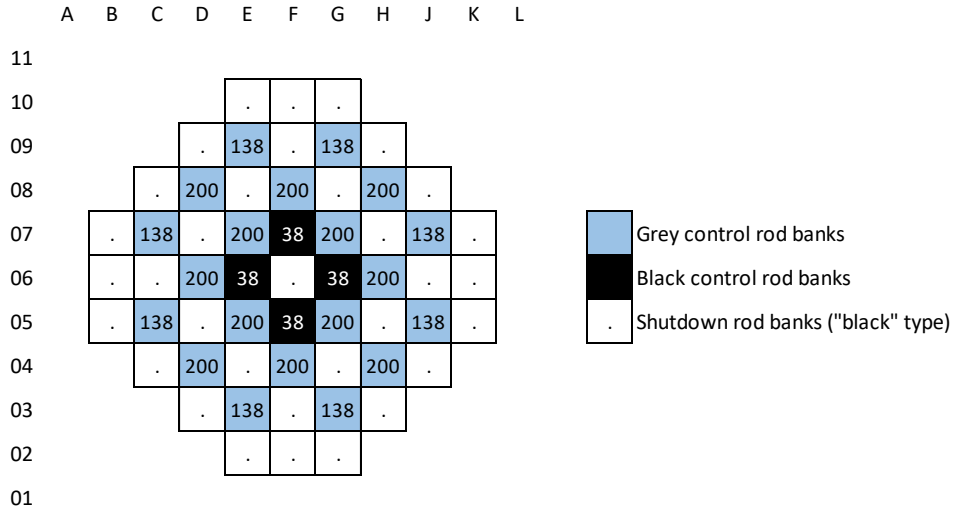 A B C D E F G H J K L
11
10 . . .
09 . 138 . 138 .
08 . 200 . 200 . 200 .
07 . 138 . 200 38 200 . 138 . Grey control rod banks
06 . . 200 38 . 38 200 . . Black control rod banks
05 . 138 . 200 38 200 . 138 . . Shutdown rod banks ("black" type)
04 . 200 . 200 . 200 .
03 . 138 . 138 .
02 . . .
01